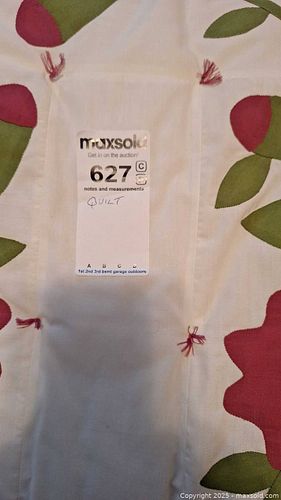 maxsold
Get in on the auction!
627 C
notes and measurements
QUILT
A B C D
1st 2nd 3rd bsmt garage outdoors
Copyright © 2025 - maxsold.com